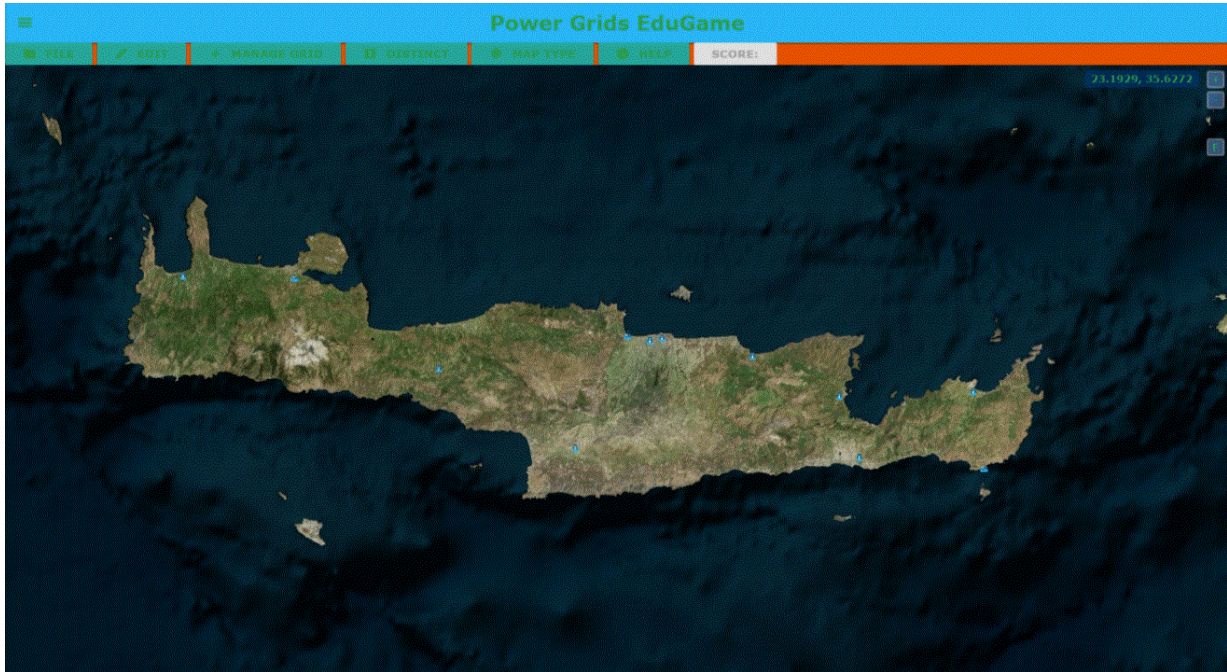 Power Grids EduGame
FILE
EDIT
MANAGE GRID
DISTINCT
MAP TYPE
HELP
SCORE:
23.1929, 35.6272
F